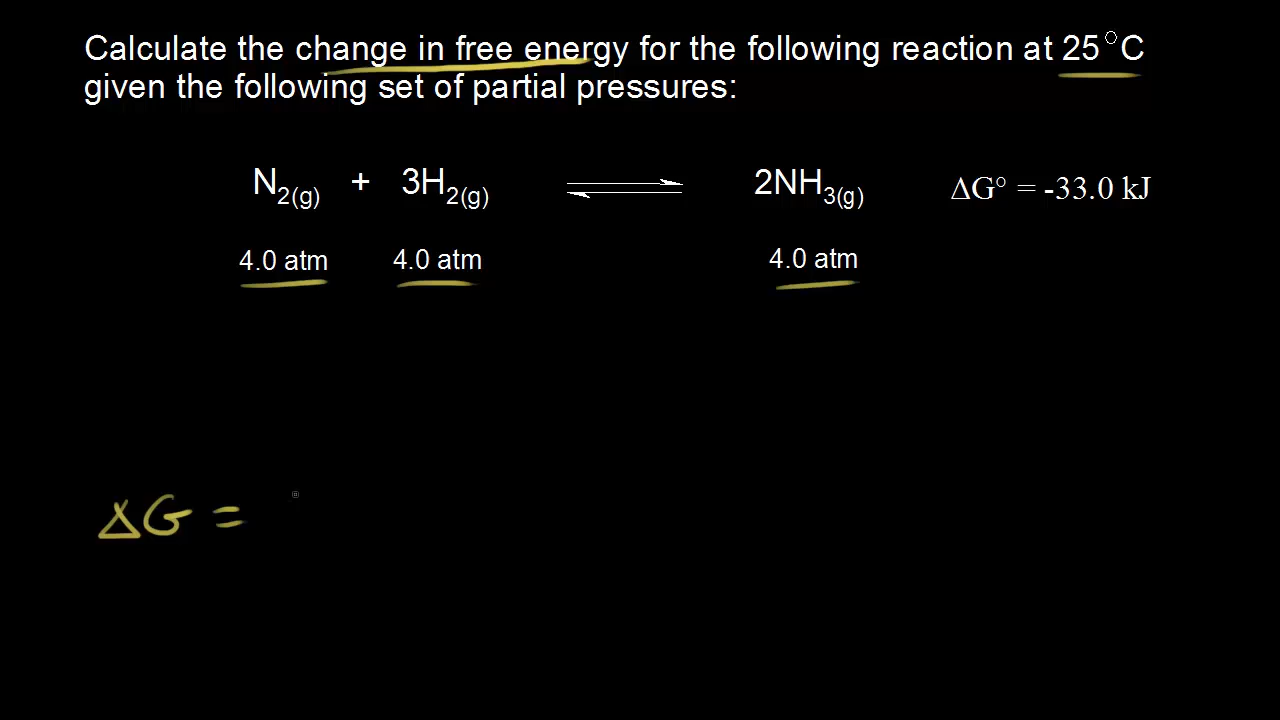 Calculate the change in free energy for the following reaction at 25°C
given the following set of partial pressures:
N₂(g) + 3H₂(g) ⇌ 2NH₃(g) ΔG° = -33.0 kJ
4.0 atm 4.0 atm 4.0 atm
ΔG =